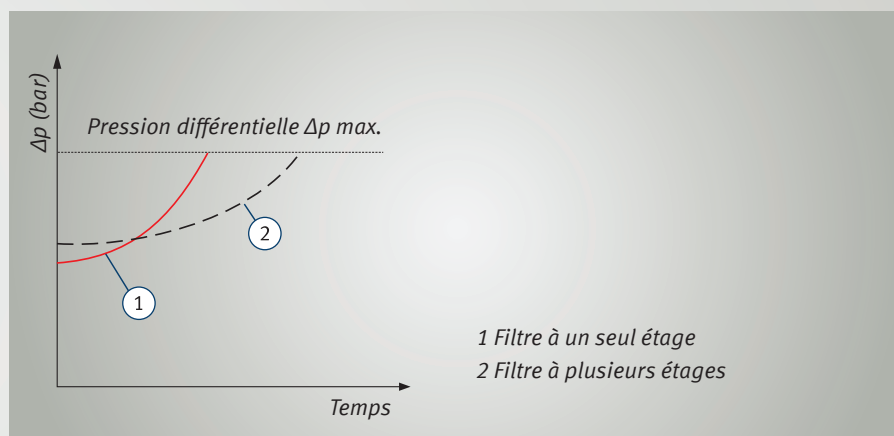 Δp (bar)
Pression différentielle Δp max.
2
1
1 Filtre à un seul étage
2 Filtre à plusieurs étages
Temps